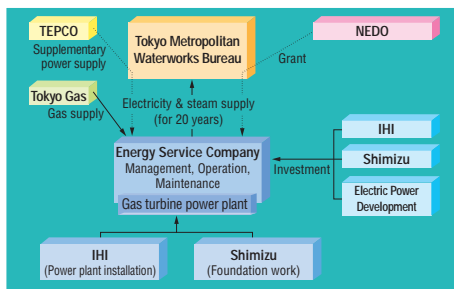 TEPCO
Supplementary
power supply
Tokyo Metropolitan
Waterworks Bureau
NEDO
Grant
Tokyo Gas
Gas supply
Electricity & steam supply
(for 20 years)
Energy Service Company
Management, Operation,
Maintenance
Gas turbine power plant
Investment
IHI
Shimizu
Electric Power
Development
IHI
(Power plant installation)
Shimizu
(Foundation work)